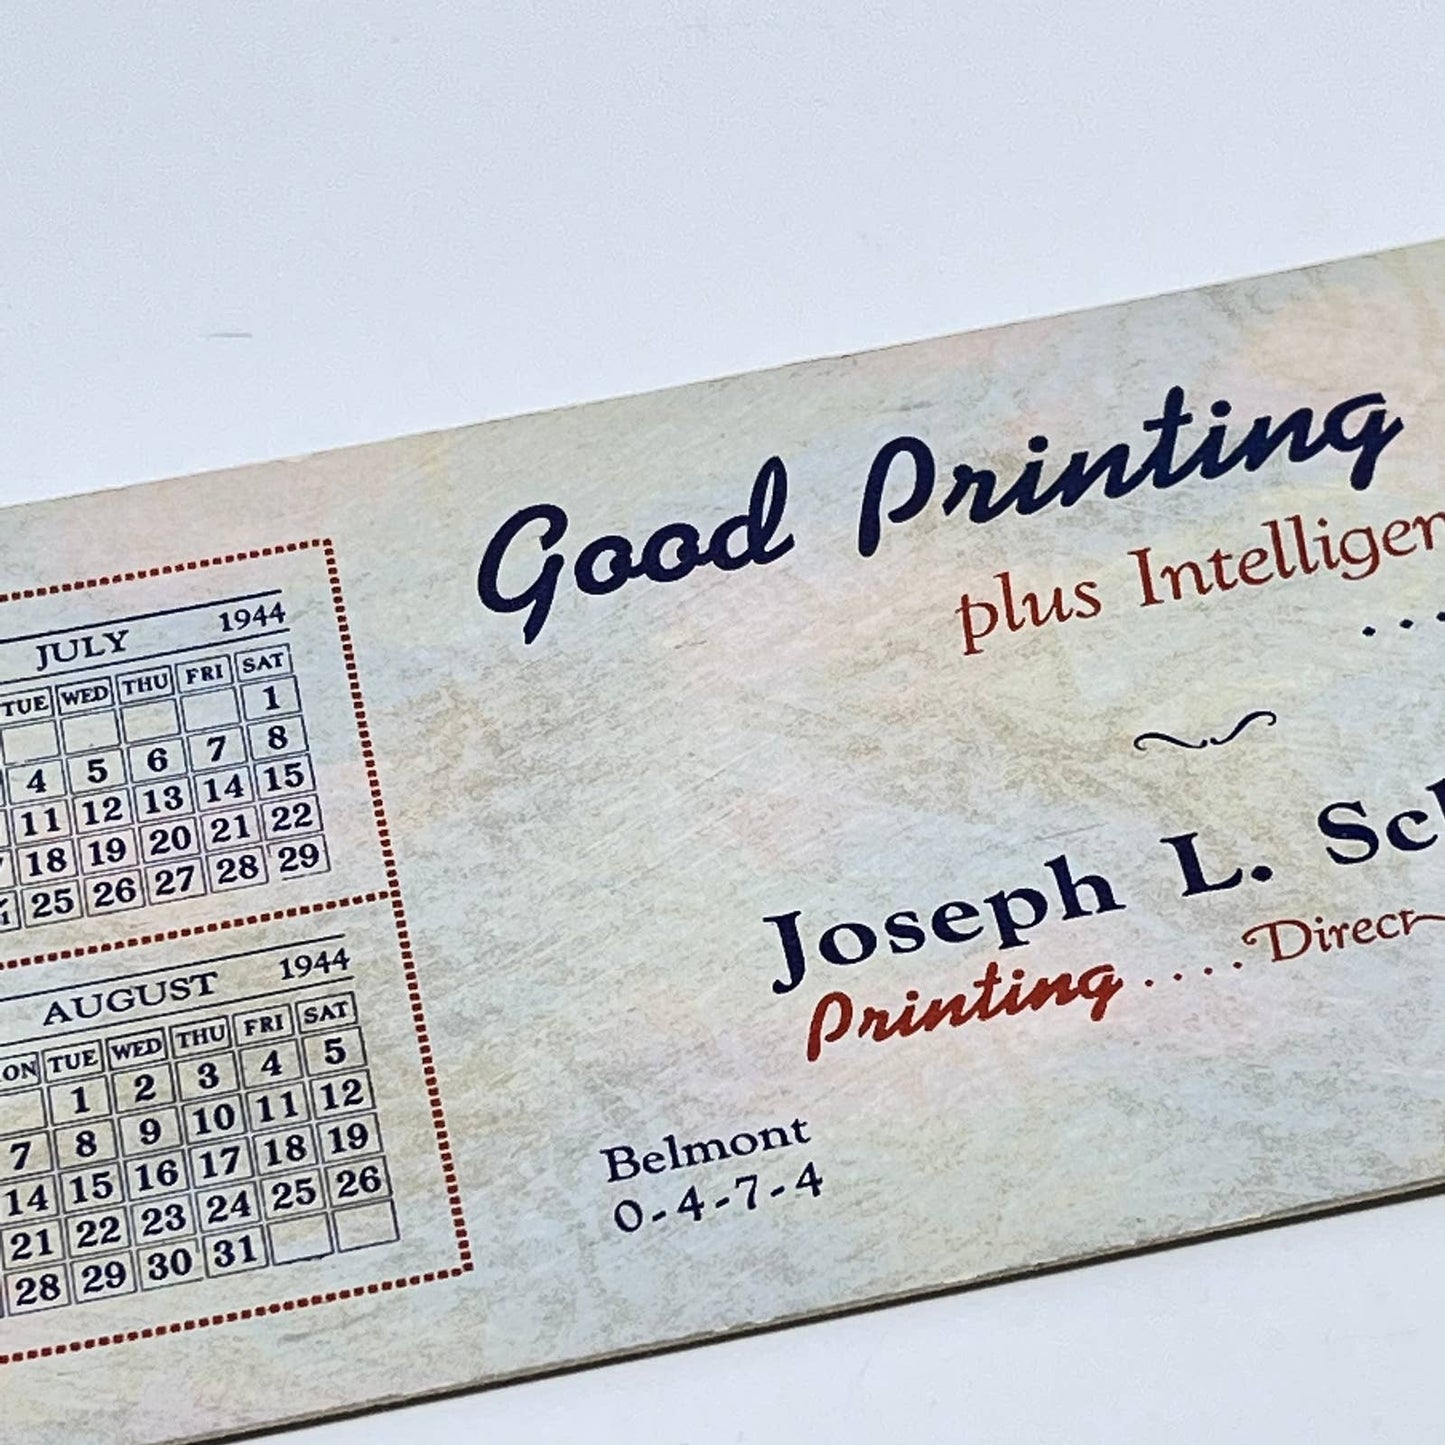 JULY 1944
TUE WED THU FRI SAT
1
4 5 6 7 8
11 12 13 14 15
18 19 20 21 22
25 26 27 28 29
AUGUST 1944
TUE WED THU FRI SAT
1 2 3 4 5
7 8 9 10 11 12
14 15 16 17 18 19
21 22 23 24 25 26
28 29 30 31
Good Printing
plus
. . .
Joseph L.
Printing . . . . Direct
Belmont
0-4-7-4